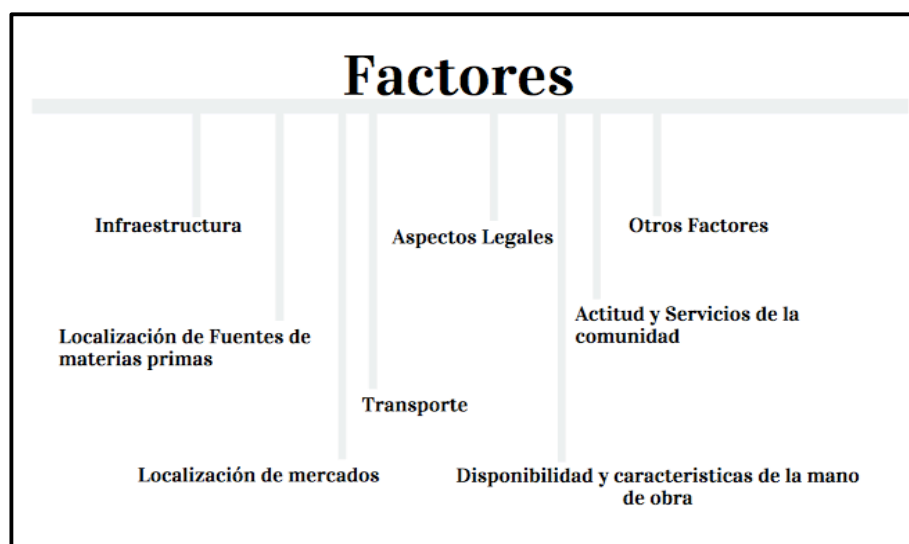 Factores
Infraestructura
Aspectos Legales
Otros Factores
Localización de Fuentes de
materias primas
Actitud y Servicios de la
comunidad
Transporte
Localización de mercados
Disponibilidad y caracteristicas de la mano
de obra